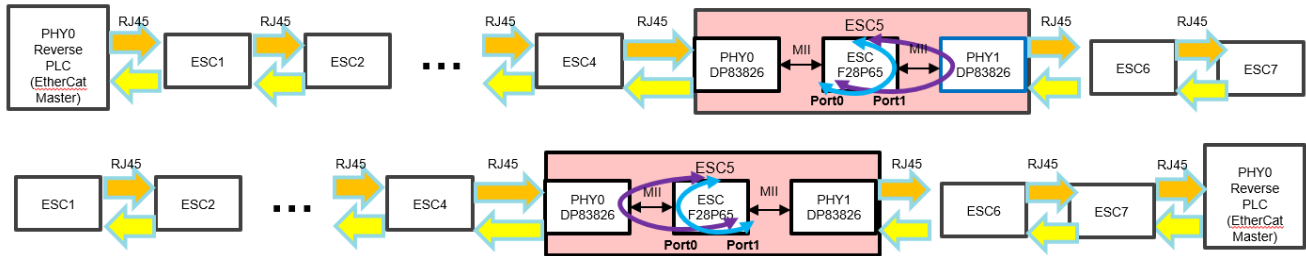 PHY0
Reverse
PLC
(EtherCat
Master)
RJ45
ESC1
RJ45
ESC2
...
RJ45
ESC4
RJ45
ESC5
PHY0
DP83826
MII
ESC
F28P65
MII
PHY1
DP83826
Port0
Port1
RJ45
ESC6
RJ45
ESC7
ESC1
RJ45
ESC2
...
RJ45
ESC4
RJ45
ESC5
PHY0
DP83826
MII
ESC
F28P65
MII
PHY1
DP83826
Port0
Port1
RJ45
ESC6
RJ45
ESC7
RJ45
PHY0
Reverse
PLC
(EtherCat
Master)